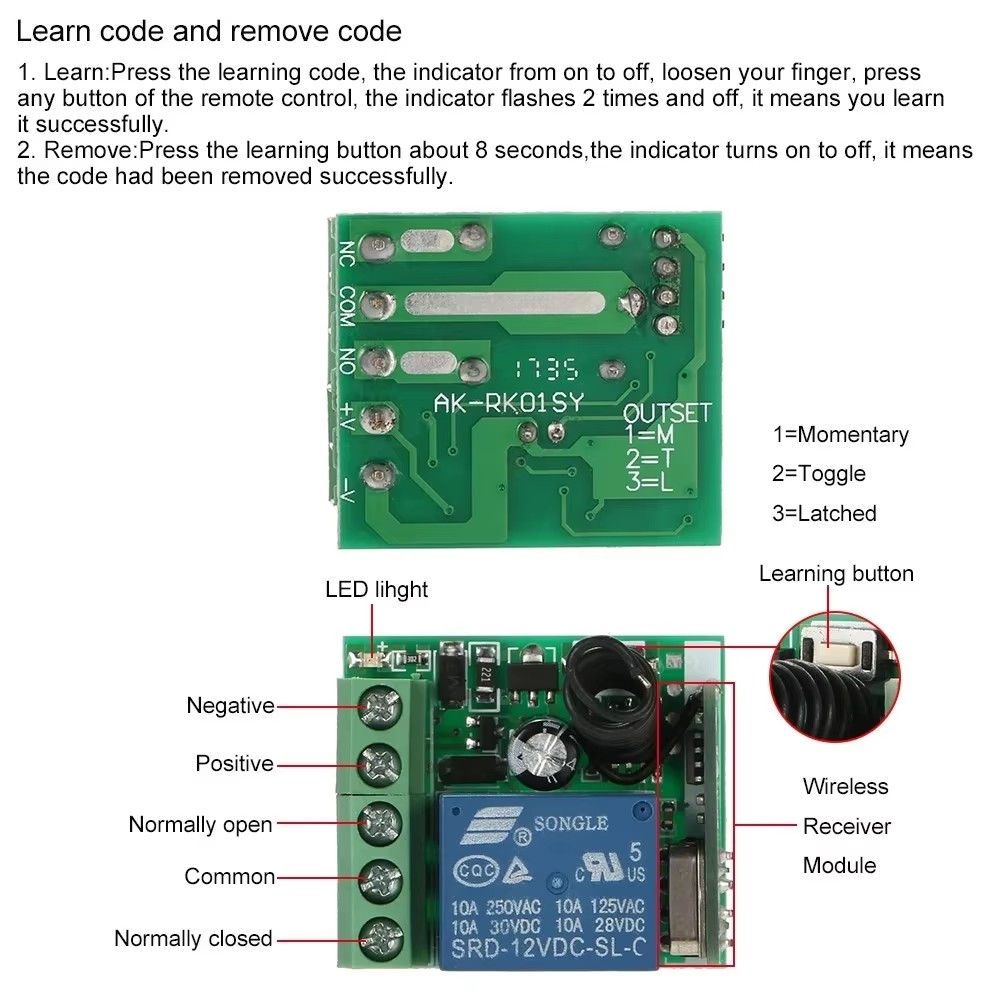 Learn code and remove code
1. Learn:Press the learning code, the indicator from on to off, loosen your finger, press
any button of the remote control, the indicator flashes 2 times and off, it means you learn
it successfully.
2. Remove:Press the learning button about 8 seconds,the indicator turns on to off, it means
the code had been removed successfully.
NC
COM
NO
+V
-V
1735
AK-RK01SY
OUTSET
1=M
2=T
3=L
1=Momentary
2=Toggle
3=Latched
LED lihght
Learning button
+
302
221
Negative
Positive
Normally open
Common
Normally closed
Wireless
Receiver
Module
® SONGLE
CQC
C RU US 5
10A 250VAC 10A 125VAC
10A 30VDC 10A 28VDC
SRD-12VDC-SL-C